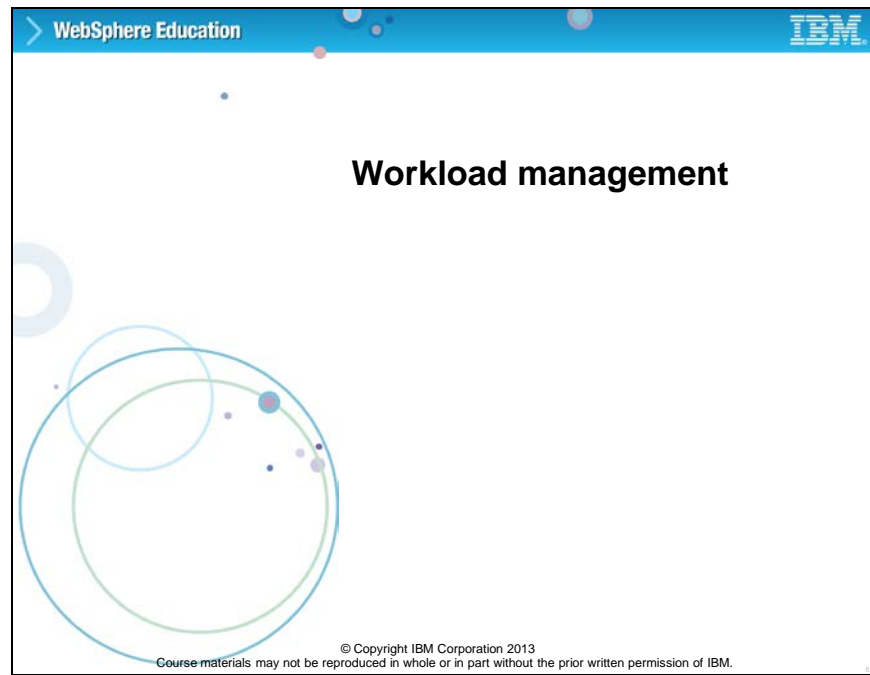 WebSphere Education
IBM
Workload management
© Copyright IBM Corporation 2013
Course materials may not be reproduced in whole or in part without the prior written permission of IBM.